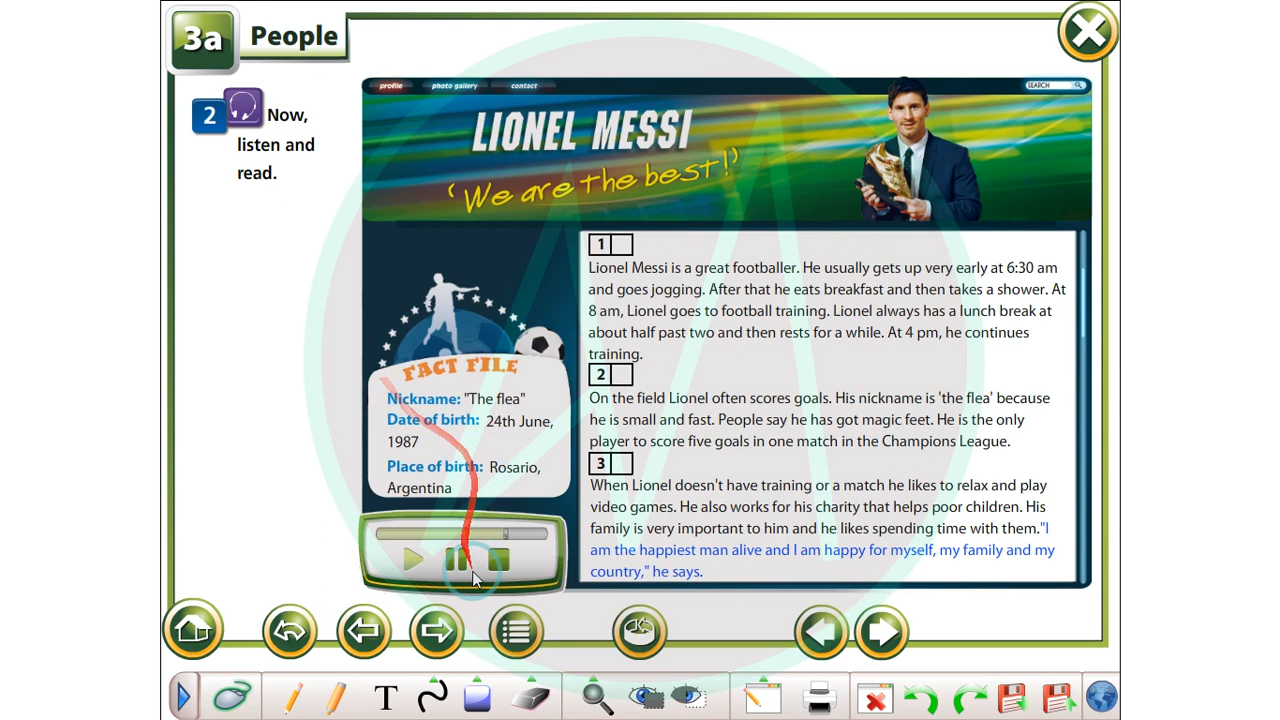 3a People
2 Now,
listen and
read.
profile photo gallery contact SEARCH
LIONEL MESSI
'We are the best!'
FACT FILE
Nickname: "The flea"
Date of birth: 24th June,
1987
Place of birth: Rosario,
Argentina
1
Lionel Messi is a great footballer. He usually gets up very early at 6:30 am
and goes jogging. After that he eats breakfast and then takes a shower. At
8 am, Lionel goes to football training. Lionel always has a lunch break at
about half past two and then rests for a while. At 4 pm, he continues
training.
2
On the field Lionel often scores goals. His nickname is 'the flea' because
he is small and fast. People say he has got magic feet. He is the only
player to score five goals in one match in the Champions League.
3
When Lionel doesn't have training or a match he likes to relax and play
video games. He also works for his charity that helps poor children. His
family is very important to him and he likes spending time with them."I
am the happiest man alive and I am happy for myself, my family and my
country," he says.
T